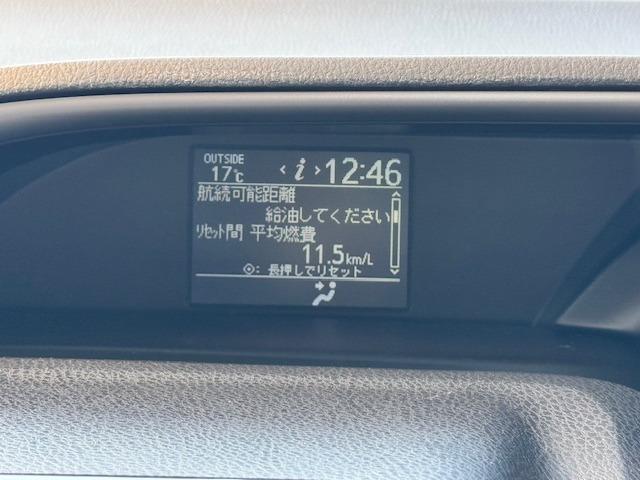 OUTSIDE
17℃ < i > 12:46
航続可能距離
給油してください
リセット間 平均燃費
11.5km/L
◎: 長押しでリセット